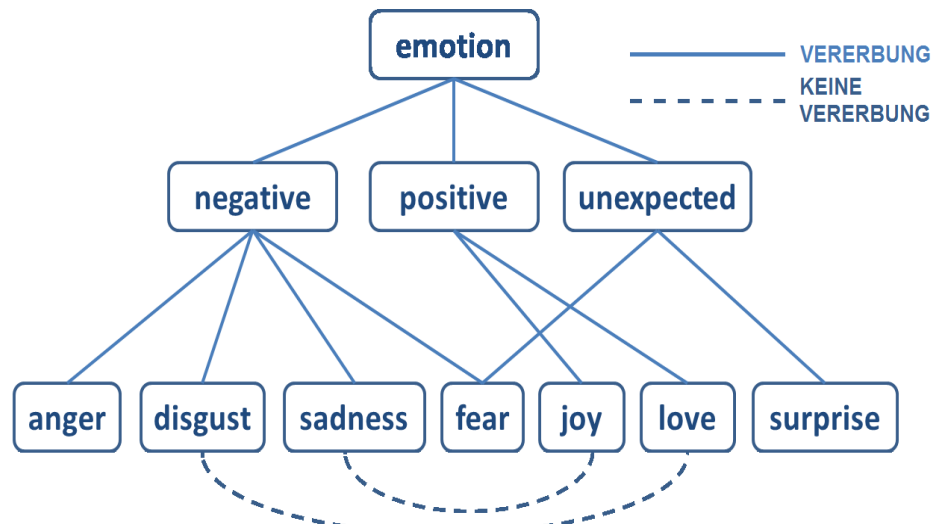 emotion
VERERBUNG
KEINE
VERERBUNG
negative
positive
unexpected
anger
disgust
sadness
fear
joy
love
surprise